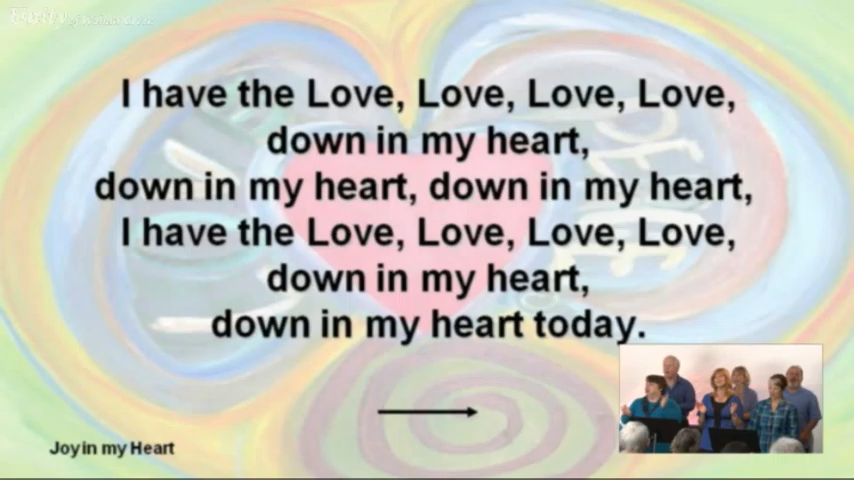 Unity
I have the Love, Love, Love, Love,
down in my heart,
down in my heart, down in my heart,
I have the Love, Love, Love, Love,
down in my heart,
down in my heart today.
Joy in my Heart